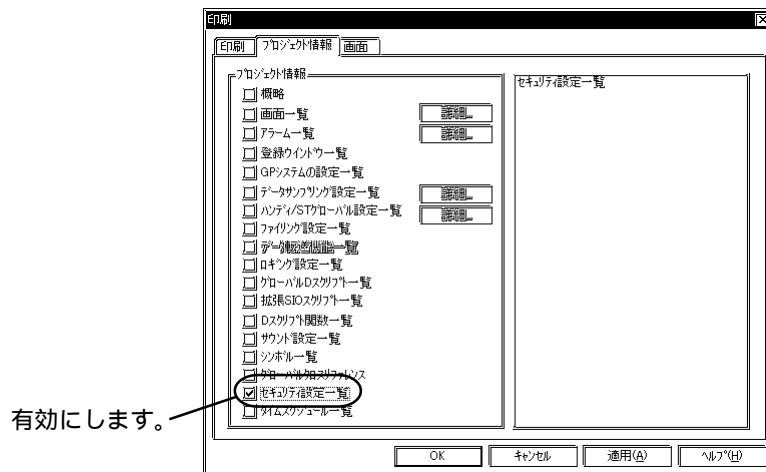 印刷
印刷 プロジェクト情報 画面
プロジェクト情報
概略
画面一覧 詳細...
アラーム一覧 詳細...
登録ウインドウ一覧
GPシステムの設定一覧
データサンプリング設定一覧 詳細...
ハンディ/STグローバル設定一覧 詳細...
ファイリング設定一覧
データ転送機能一覧
ロギング設定一覧
グローバルDスクリプト一覧
拡張SIOスクリプト一覧
Dスクリプト関数一覧
サウンド設定一覧
シンボル一覧
グローバルクロスリファレンス
セキュリティ設定一覧
タイムスケジュール一覧
セキュリティ設定一覧
有効にします。
OK キャンセル 適用(A) ヘルプ(H)